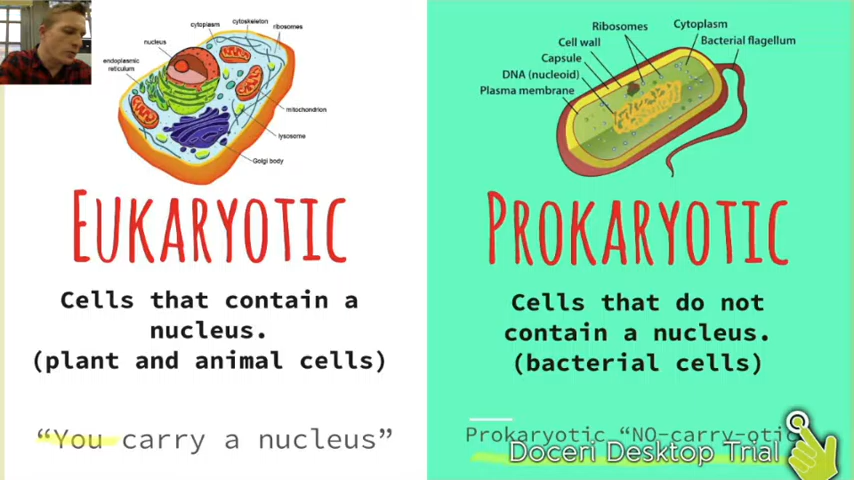 cytoplasm
cytoskeleton
ribosomes
nucleus
endoplasmic
reticulum
mitochondrion
lysosome
Golgi body
EUKARYOTIC
Cells that contain a
nucleus.
(plant and animal cells)
“You carry a nucleus”
Ribosomes
Cytoplasm
Cell wall
Bacterial flagellum
Capsule
DNA (nucleoid)
Plasma membrane
PROKARYOTIC
Cells that do not
contain a nucleus.
(bacterial cells)
Prokaryotic “NO-carry-otic
Doceri Desktop Trial